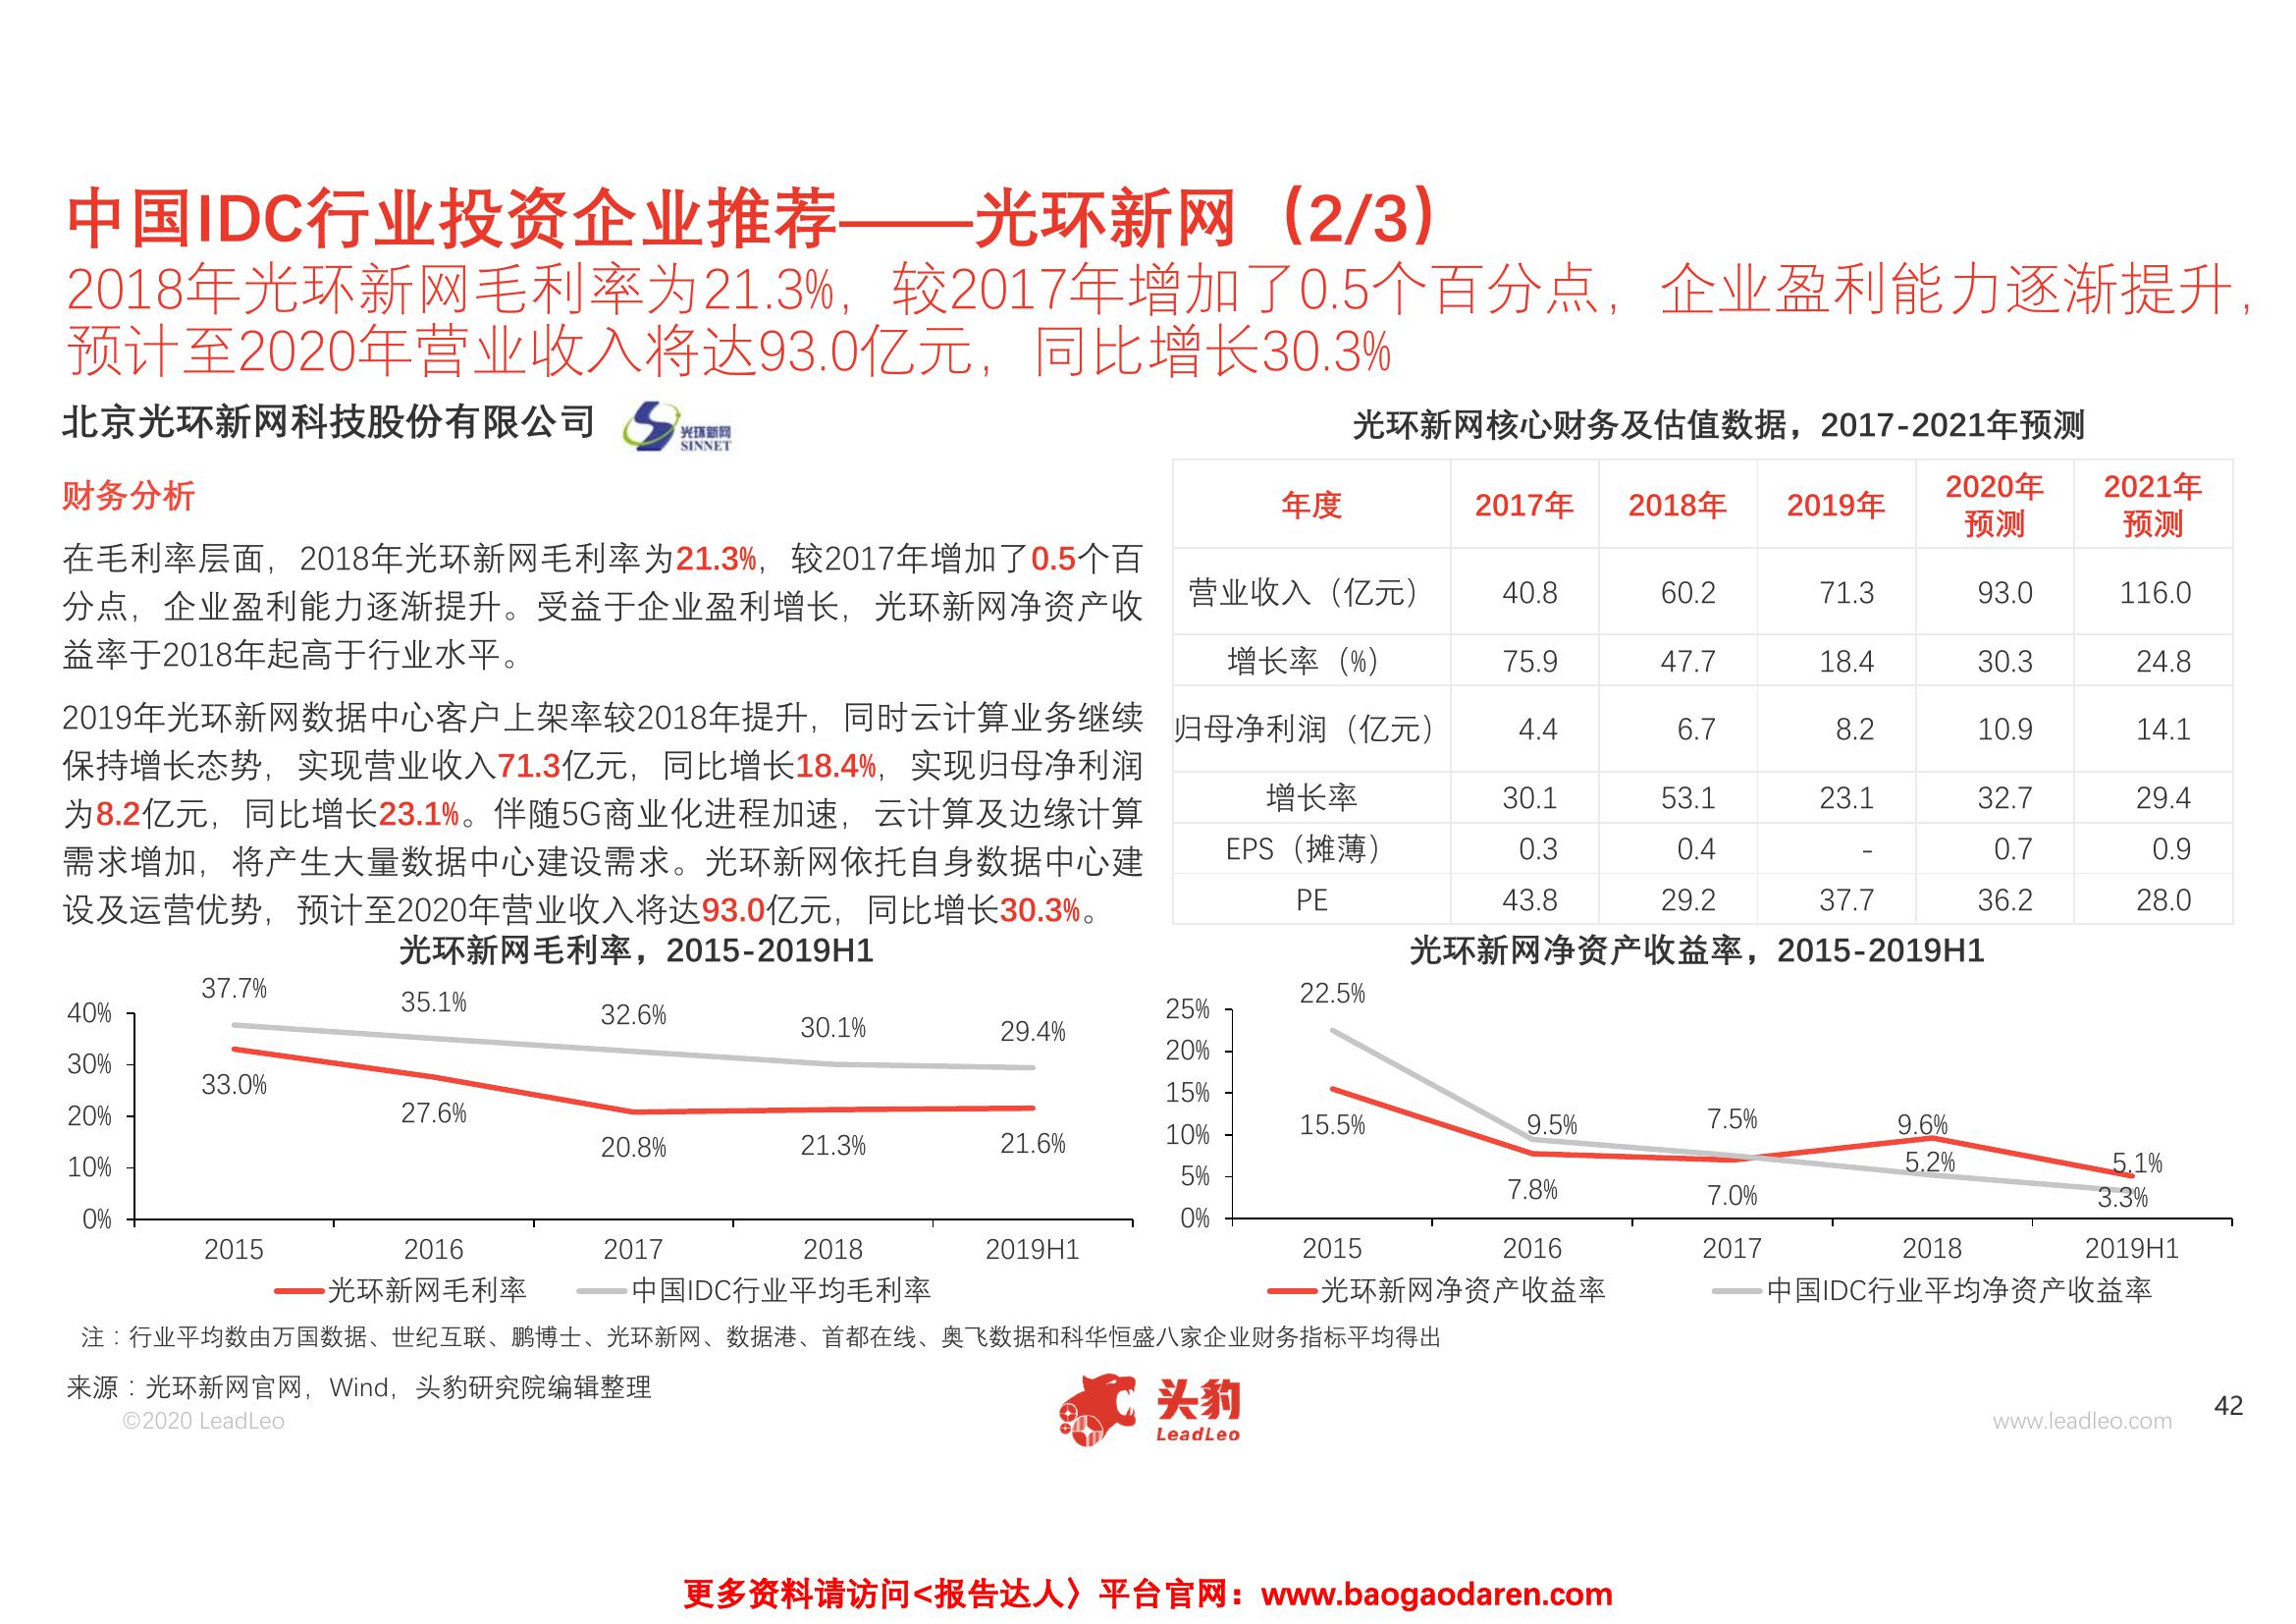 中国IDC行业投资企业推荐——光环新网（2/3）
2018年光环新网毛利率为21.3%，较2017年增加了0.5个百分点，企业盈利能力逐渐提升，
预计至2020年营业收入将达93.0亿元，同比增长30.3%
北京光环新网科技股份有限公司
光环新网
SINNET
财务分析
在毛利率层面，2018年光环新网毛利率为21.3%，较2017年增加了0.5个百
分点，企业盈利能力逐渐提升。受益于企业盈利增长，光环新网净资产收
益率于2018年起高于行业水平。
2019年光环新网数据中心客户上架率较2018年提升，同时云计算业务继续
保持增长态势，实现营业收入71.3亿元，同比增长18.4%，实现归母净利润
为8.2亿元，同比增长23.1%。伴随5G商业化进程加速，云计算及边缘计算
需求增加，将产生大量数据中心建设需求。光环新网依托自身数据中心建
设及运营优势，预计至2020年营业收入将达93.0亿元，同比增长30.3%。
光环新网核心财务及估值数据，2017-2021年预测
年度 2017年 2018年 2019年 2020年预测 2021年预测
营业收入（亿元） 40.8 60.2 71.3 93.0 116.0
增长率（%） 75.9 47.7 18.4 30.3 24.8
归母净利润（亿元） 4.4 6.7 8.2 10.9 14.1
增长率 30.1 53.1 23.1 32.7 29.4
EPS（摊薄） 0.3 0.4 - 0.7 0.9
PE 43.8 29.2 37.7 36.2 28.0
光环新网毛利率，2015-2019H1
37.7% 35.1% 32.6% 30.1% 29.4%
40%
30%
20%
10%
0%
33.0% 27.6% 20.8% 21.3% 21.6%
2015 2016 2017 2018 2019H1
光环新网毛利率 中国IDC行业平均毛利率
光环新网净资产收益率，2015-2019H1
22.5% 9.5% 7.5% 9.6% 5.1%
25%
20%
15%
10%
5%
0%
15.5% 7.8% 7.0% 5.2% 3.3%
2015 2016 2017 2018 2019H1
光环新网净资产收益率 中国IDC行业平均净资产收益率
注：行业平均数由万国数据、世纪互联、鹏博士、光环新网、数据港、首都在线、奥飞数据和科华恒盛八家企业财务指标平均得出
来源：光环新网官网，Wind，头豹研究院编辑整理
©2020 LeadLeo
头豹
LeadLeo
www.leadleo.com
42
更多资料请访问<报告达人〉平台官网：www.baogaodaren.com